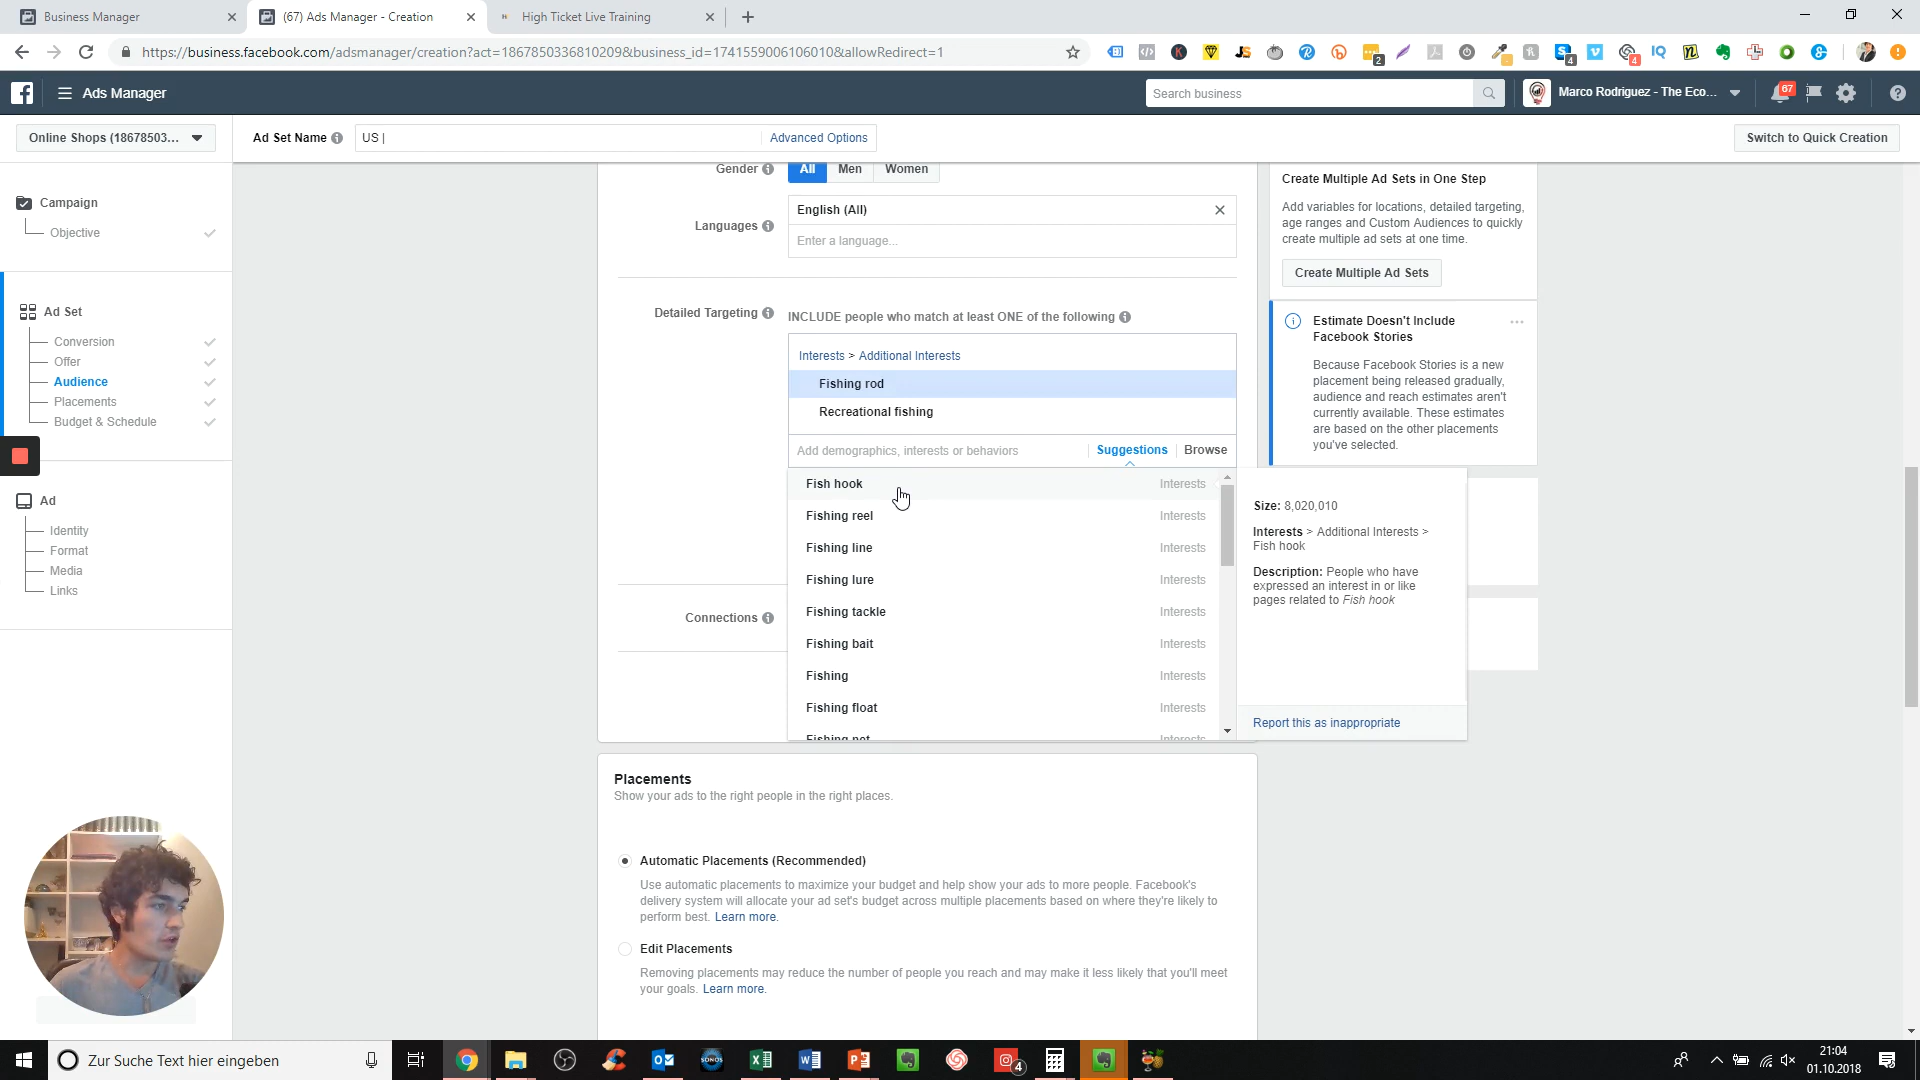 Business Manager
(67) Ads Manager - Creation
High Ticket Live Training
https://business.facebook.com/adsmanager/creation?act=1867850336810209&business_id=1741559006106010&allowRedirect=1
Ads Manager
Search business
Marco Rodriguez - The Eco...
67
Online Shops (18678503...
Ad Set Name
US |
Advanced Options
Switch to Quick Creation
Campaign
Objective
Ad Set
Conversion
Offer
Audience
Placements
Budget & Schedule
Ad
Identity
Format
Media
Links
Gender
All
Men
Women
Languages
English (All)
Enter a language...
Detailed Targeting
INCLUDE people who match at least ONE of the following
Interests > Additional Interests
Fishing rod
Recreational fishing
Add demographics, interests or behaviors
Suggestions
Browse
Fish hook Interests
Fishing reel Interests
Fishing line Interests
Fishing lure Interests
Fishing tackle Interests
Fishing bait Interests
Fishing Interests
Fishing float Interests
Fishing net Interests
Connections
Size: 8,020,010
Interests > Additional Interests >
Fish hook
Description: People who have
expressed an interest in or like
pages related to Fish hook
Report this as inappropriate
Create Multiple Ad Sets in One Step
Add variables for locations, detailed targeting,
age ranges and Custom Audiences to quickly
create multiple ad sets at one time.
Create Multiple Ad Sets
Estimate Doesn't Include
Facebook Stories
Because Facebook Stories is a new
placement being released gradually,
audience and reach estimates aren't
currently available. These estimates
are based on the other placements
you've selected.
Placements
Show your ads to the right people in the right places.
Automatic Placements (Recommended)
Use automatic placements to maximize your budget and help show your ads to more people. Facebook's
delivery system will allocate your ad set's budget across multiple placements based on where they're likely to
perform best. Learn more.
Edit Placements
Removing placements may reduce the number of people you reach and may make it less likely that you'll meet
your goals. Learn more.
Zur Suche Text hier eingeben
SONOS
4
21:04
01.10.2018